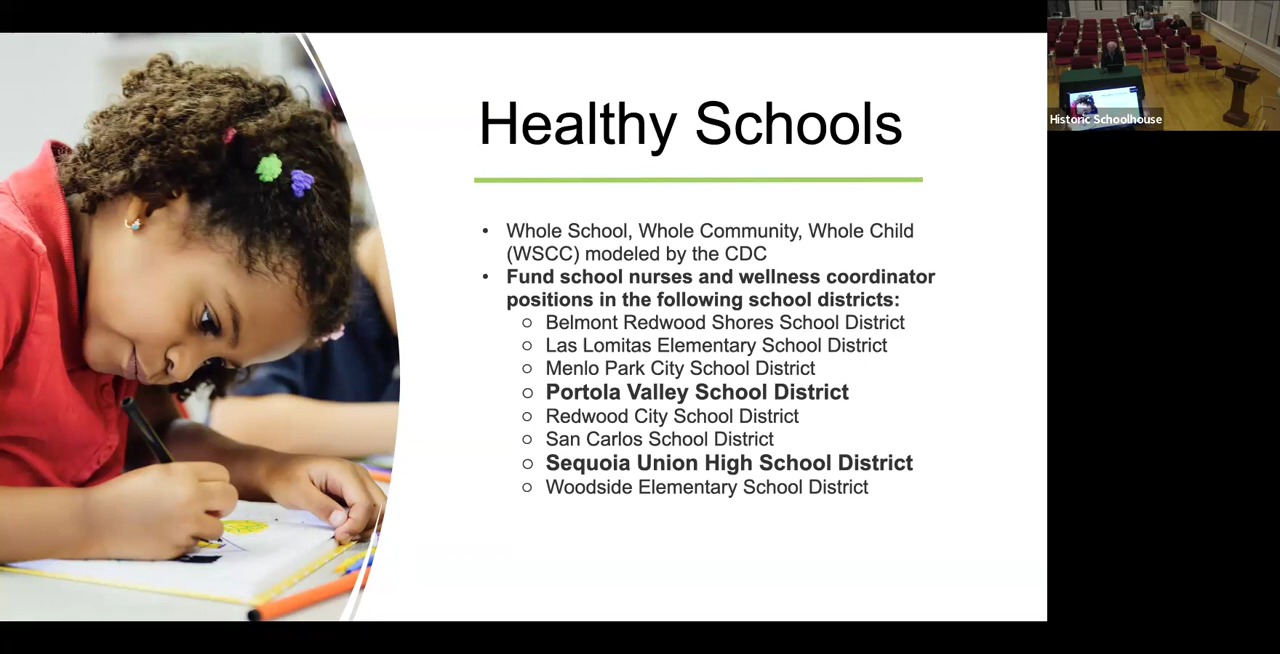 Healthy Schools
• Whole School, Whole Community, Whole Child
(WSCC) modeled by the CDC
• Fund school nurses and wellness coordinator
positions in the following school districts:
○ Belmont Redwood Shores School District
○ Las Lomitas Elementary School District
○ Menlo Park City School District
○ Portola Valley School District
○ Redwood City School District
○ San Carlos School District
○ Sequoia Union High School District
○ Woodside Elementary School District
Historic Schoolhouse